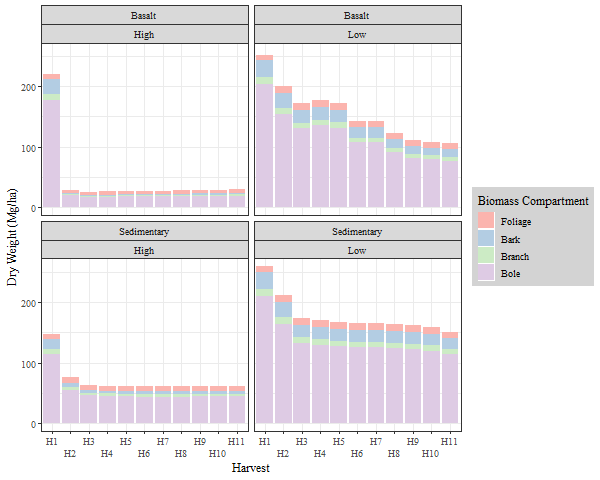 Basalt
High
Basalt
Low
200
100
0
Sedimentary
High
Sedimentary
Low
200
100
0
H1 H2 H3 H4 H5 H6 H7 H8 H9 H10 H11
H1 H2 H3 H4 H5 H6 H7 H8 H9 H10 H11
Harvest
Dry Weight (Mg/ha)
Biomass Compartment
Foliage
Bark
Branch
Bole